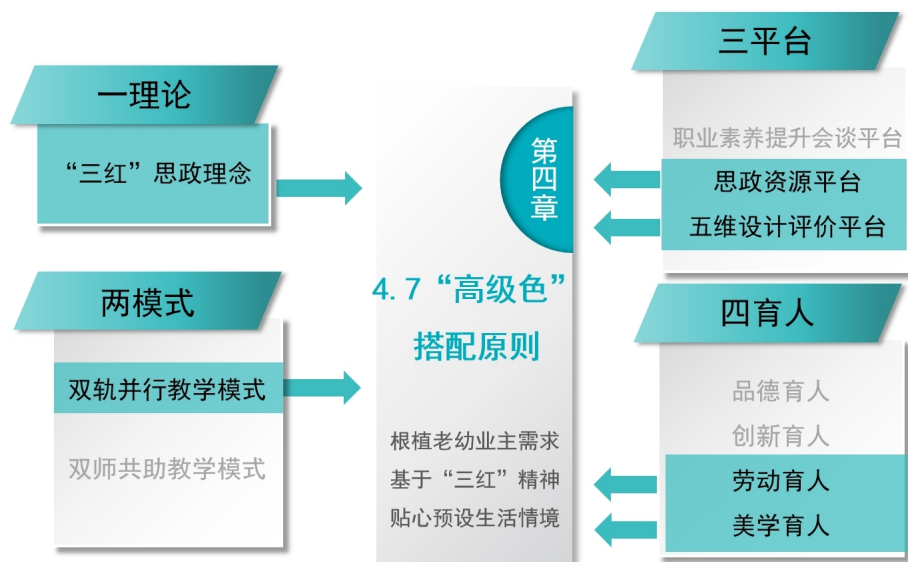 一理论
“三红”思政理念
两模式
双轨并行教学模式
双师共助教学模式
第四章
4.7“高级色”
搭配原则
根植老幼业主需求
基于“三红”精神
贴心预设生活情境
三平台
职业素养提升会谈平台
思政资源平台
五维设计评价平台
四育人
品德育人
创新育人
劳动育人
美学育人